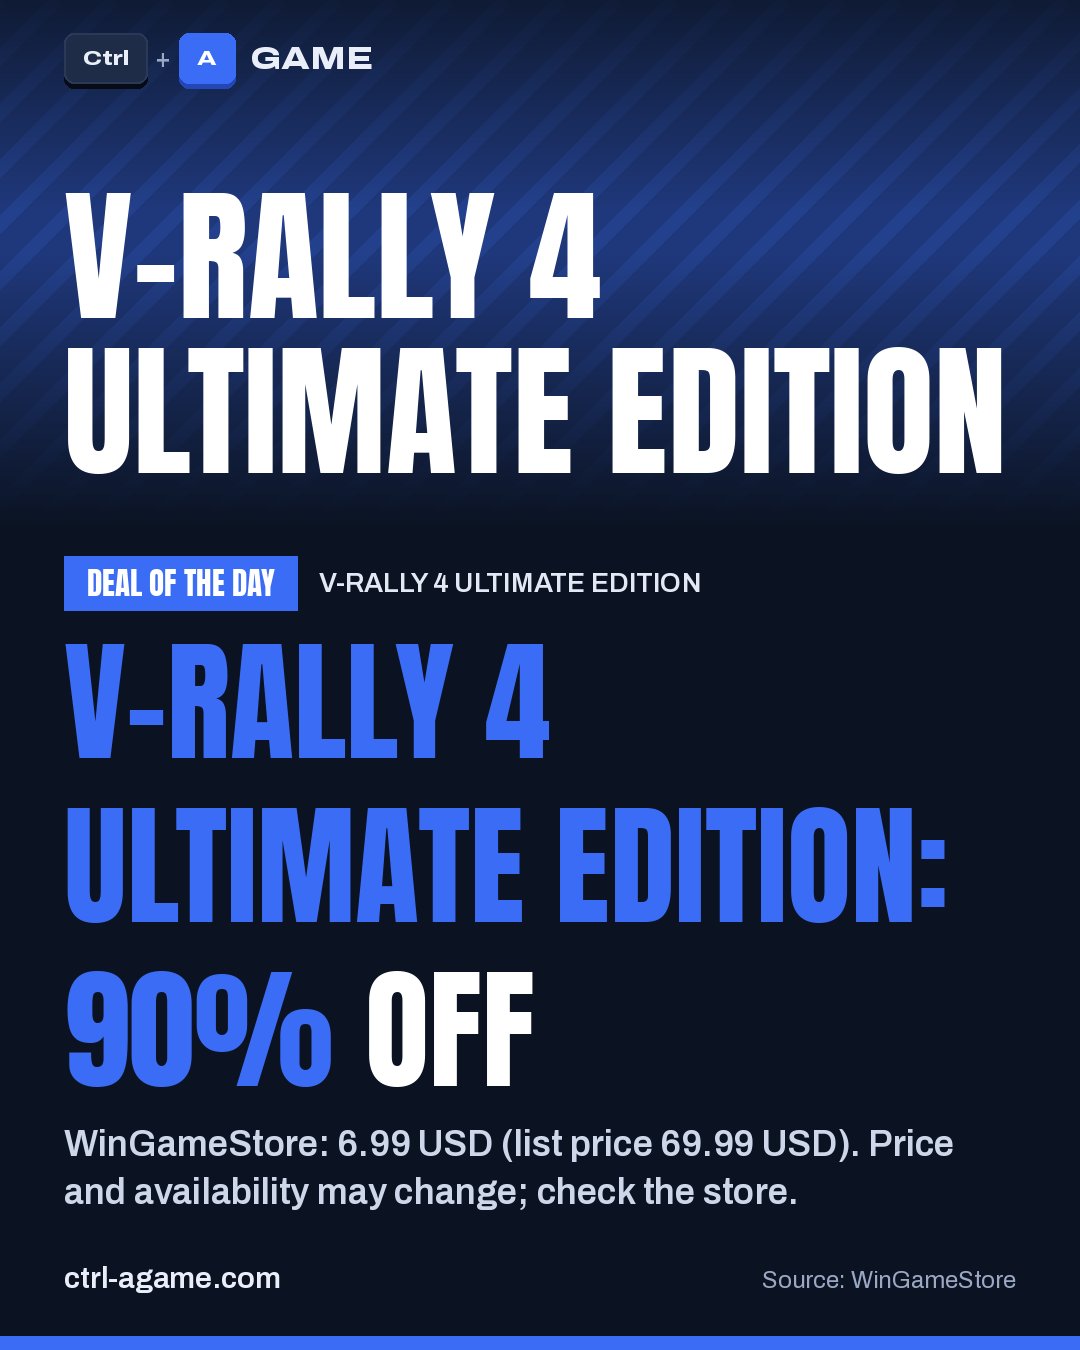 Ctrl + A GAME
V-RALLY 4
ULTIMATE EDITION
DEAL OF THE DAY V-RALLY 4 ULTIMATE EDITION
V-RALLY 4
ULTIMATE EDITION:
90% OFF
WinGameStore: 6.99 USD (list price 69.99 USD). Price
and availability may change; check the store.
ctrl-agame.com Source: WinGameStore